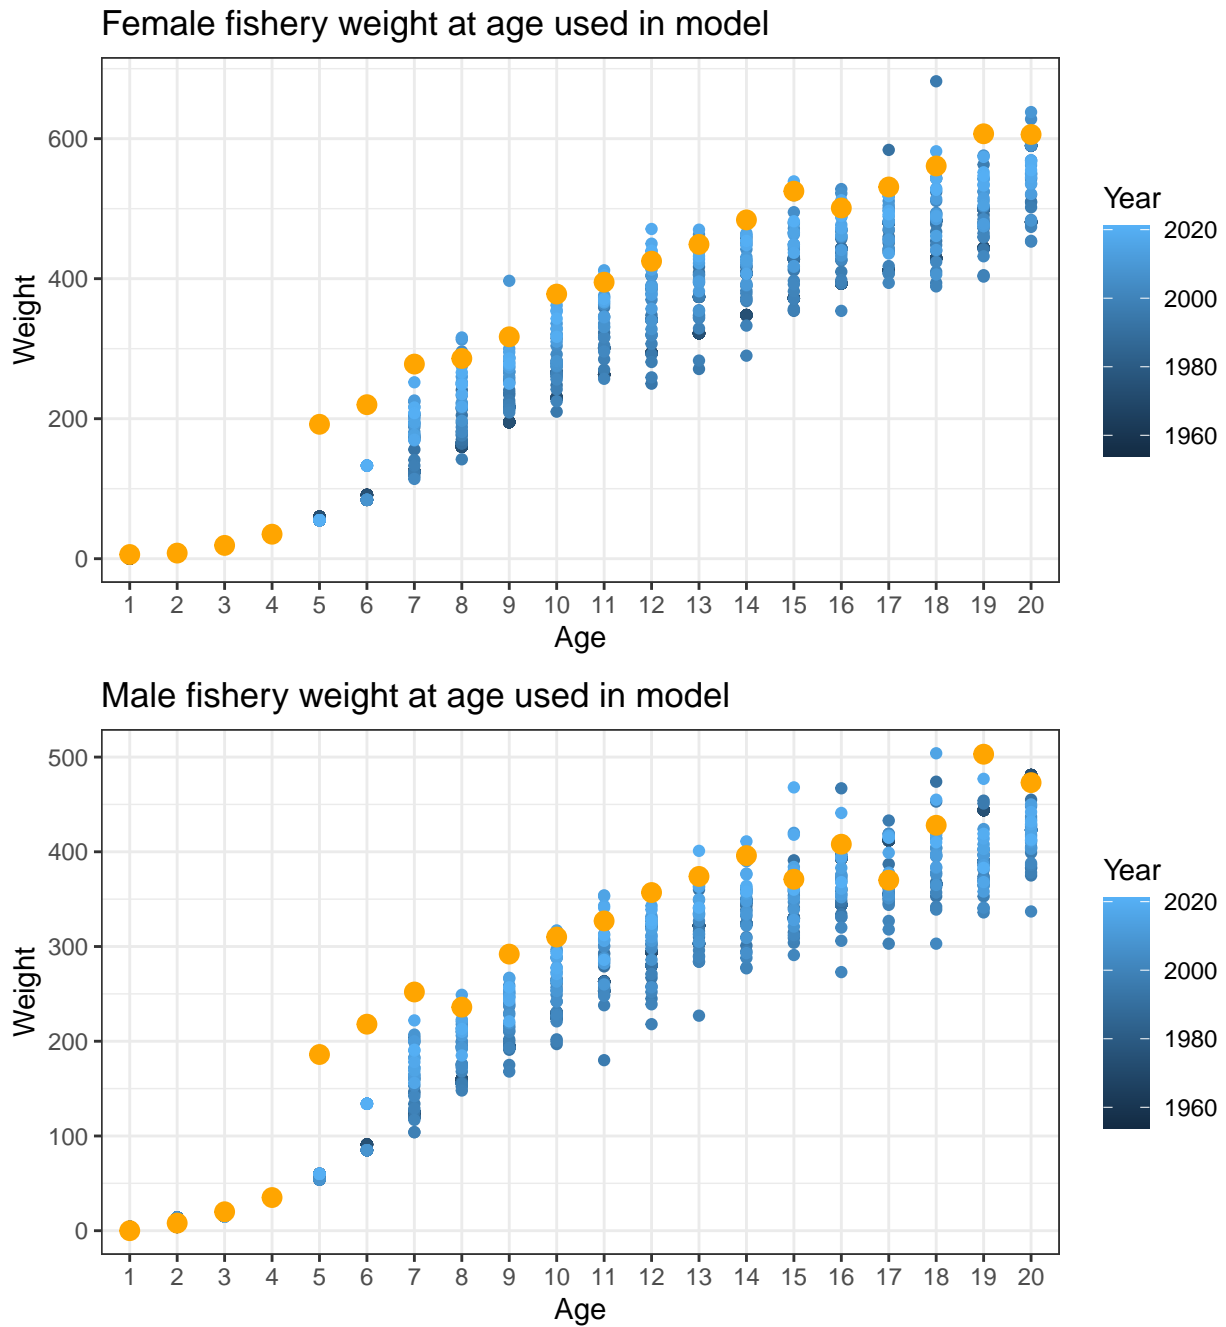 Female fishery weight at age used in model
600
400
200
0
Weight
1 2 3 4 5 6 7 8 9 10 11 12 13 14 15 16 17 18 19 20
Age
Year
2020
2000
1980
1960
Male fishery weight at age used in model
500
400
300
200
100
0
Weight
1 2 3 4 5 6 7 8 9 10 11 12 13 14 15 16 17 18 19 20
Age
Year
2020
2000
1980
1960